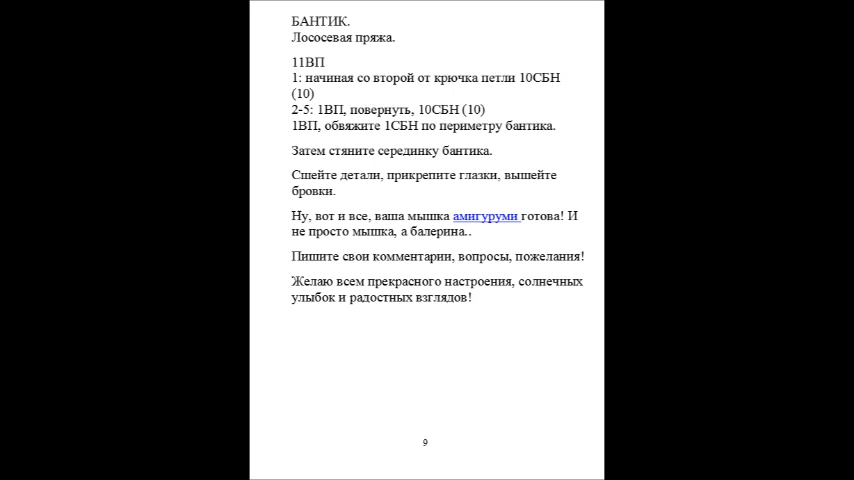 БАНТИК.
Лососевая пряжа.
11ВП
1: начиная со второй от крючка петли 10СБН
(10)
2-5: 1ВП, повернуть, 10СБН (10)
1ВП, обвяжите 1СБН по периметру бантика.
Затем стяните серединку бантика.
Сшейте детали, прикрепите глазки, вышейте
бровки.
Ну, вот и все, ваша мышка амигуруми готова! И
не просто мышка, а балерина..
Пишите свои комментарии, вопросы, пожелания!
Желаю всем прекрасного настроения, солнечных
улыбок и радостных взглядов!
9